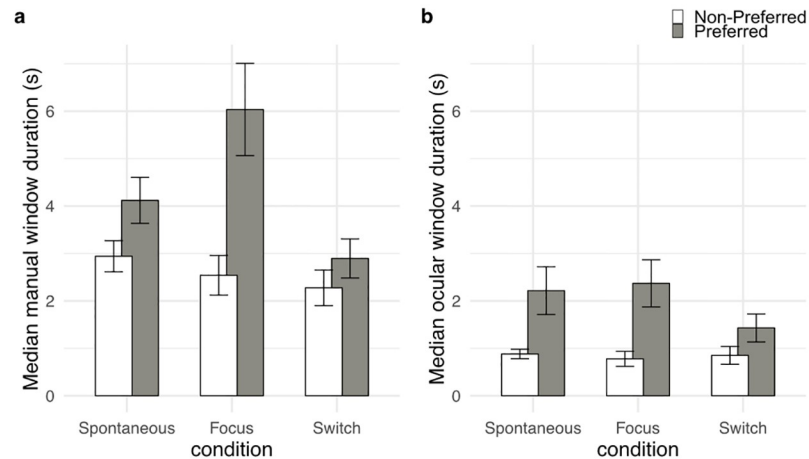 a
b
Non-Preferred
Preferred
Median manual window duration (s)
6
4
2
0
Spontaneous Focus Switch
condition
Median ocular window duration (s)
6
4
2
0
Spontaneous Focus Switch
condition